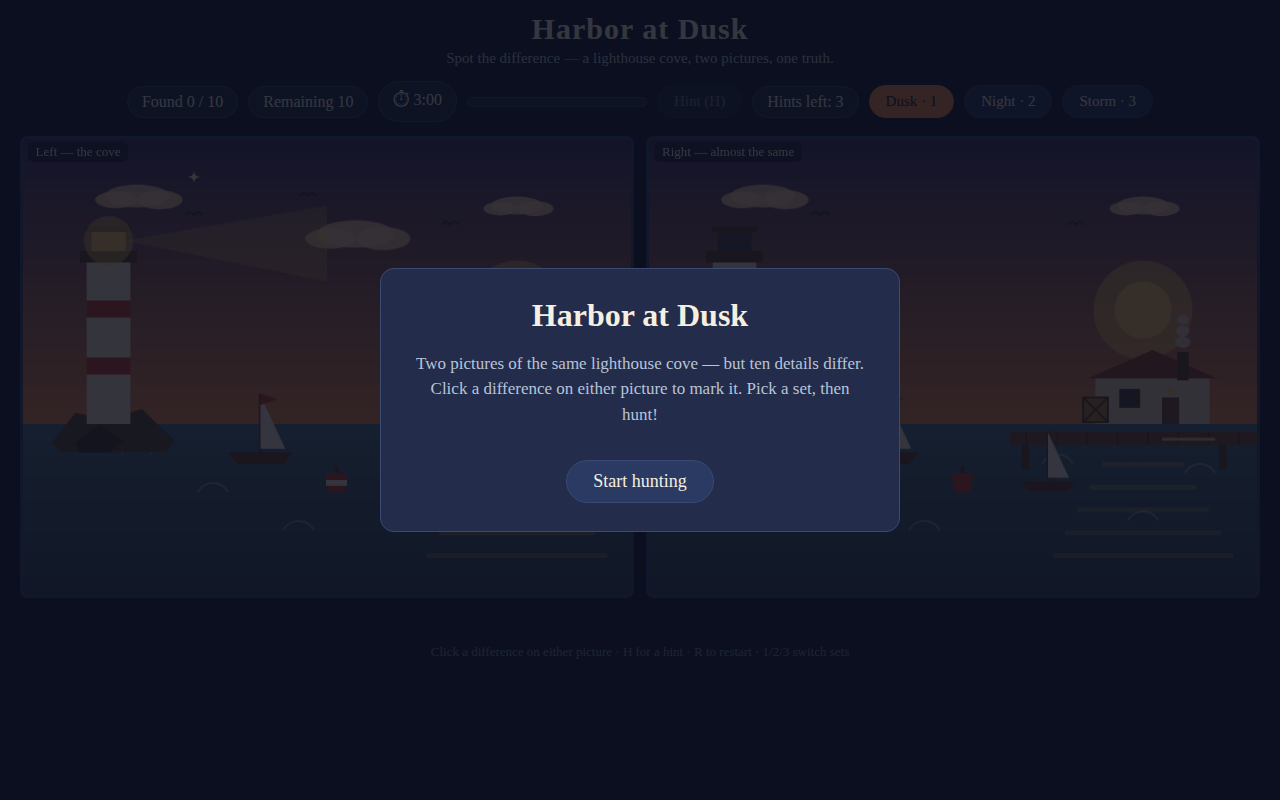 Harbor at Dusk
Spot the difference — a lighthouse cove, two pictures, one truth.
Found 0 / 10
Remaining 10
⏱ 3:00
Hint (H)
Hints left: 3
Dusk · 1
Night · 2
Storm · 3
Left — the cove
Right — almost the same
Harbor at Dusk
Two pictures of the same lighthouse cove — but ten details differ.
Click a difference on either picture to mark it. Pick a set, then
hunt!
Start hunting
Click a difference on either picture · H for a hint · R to restart · 1/2/3 switch sets